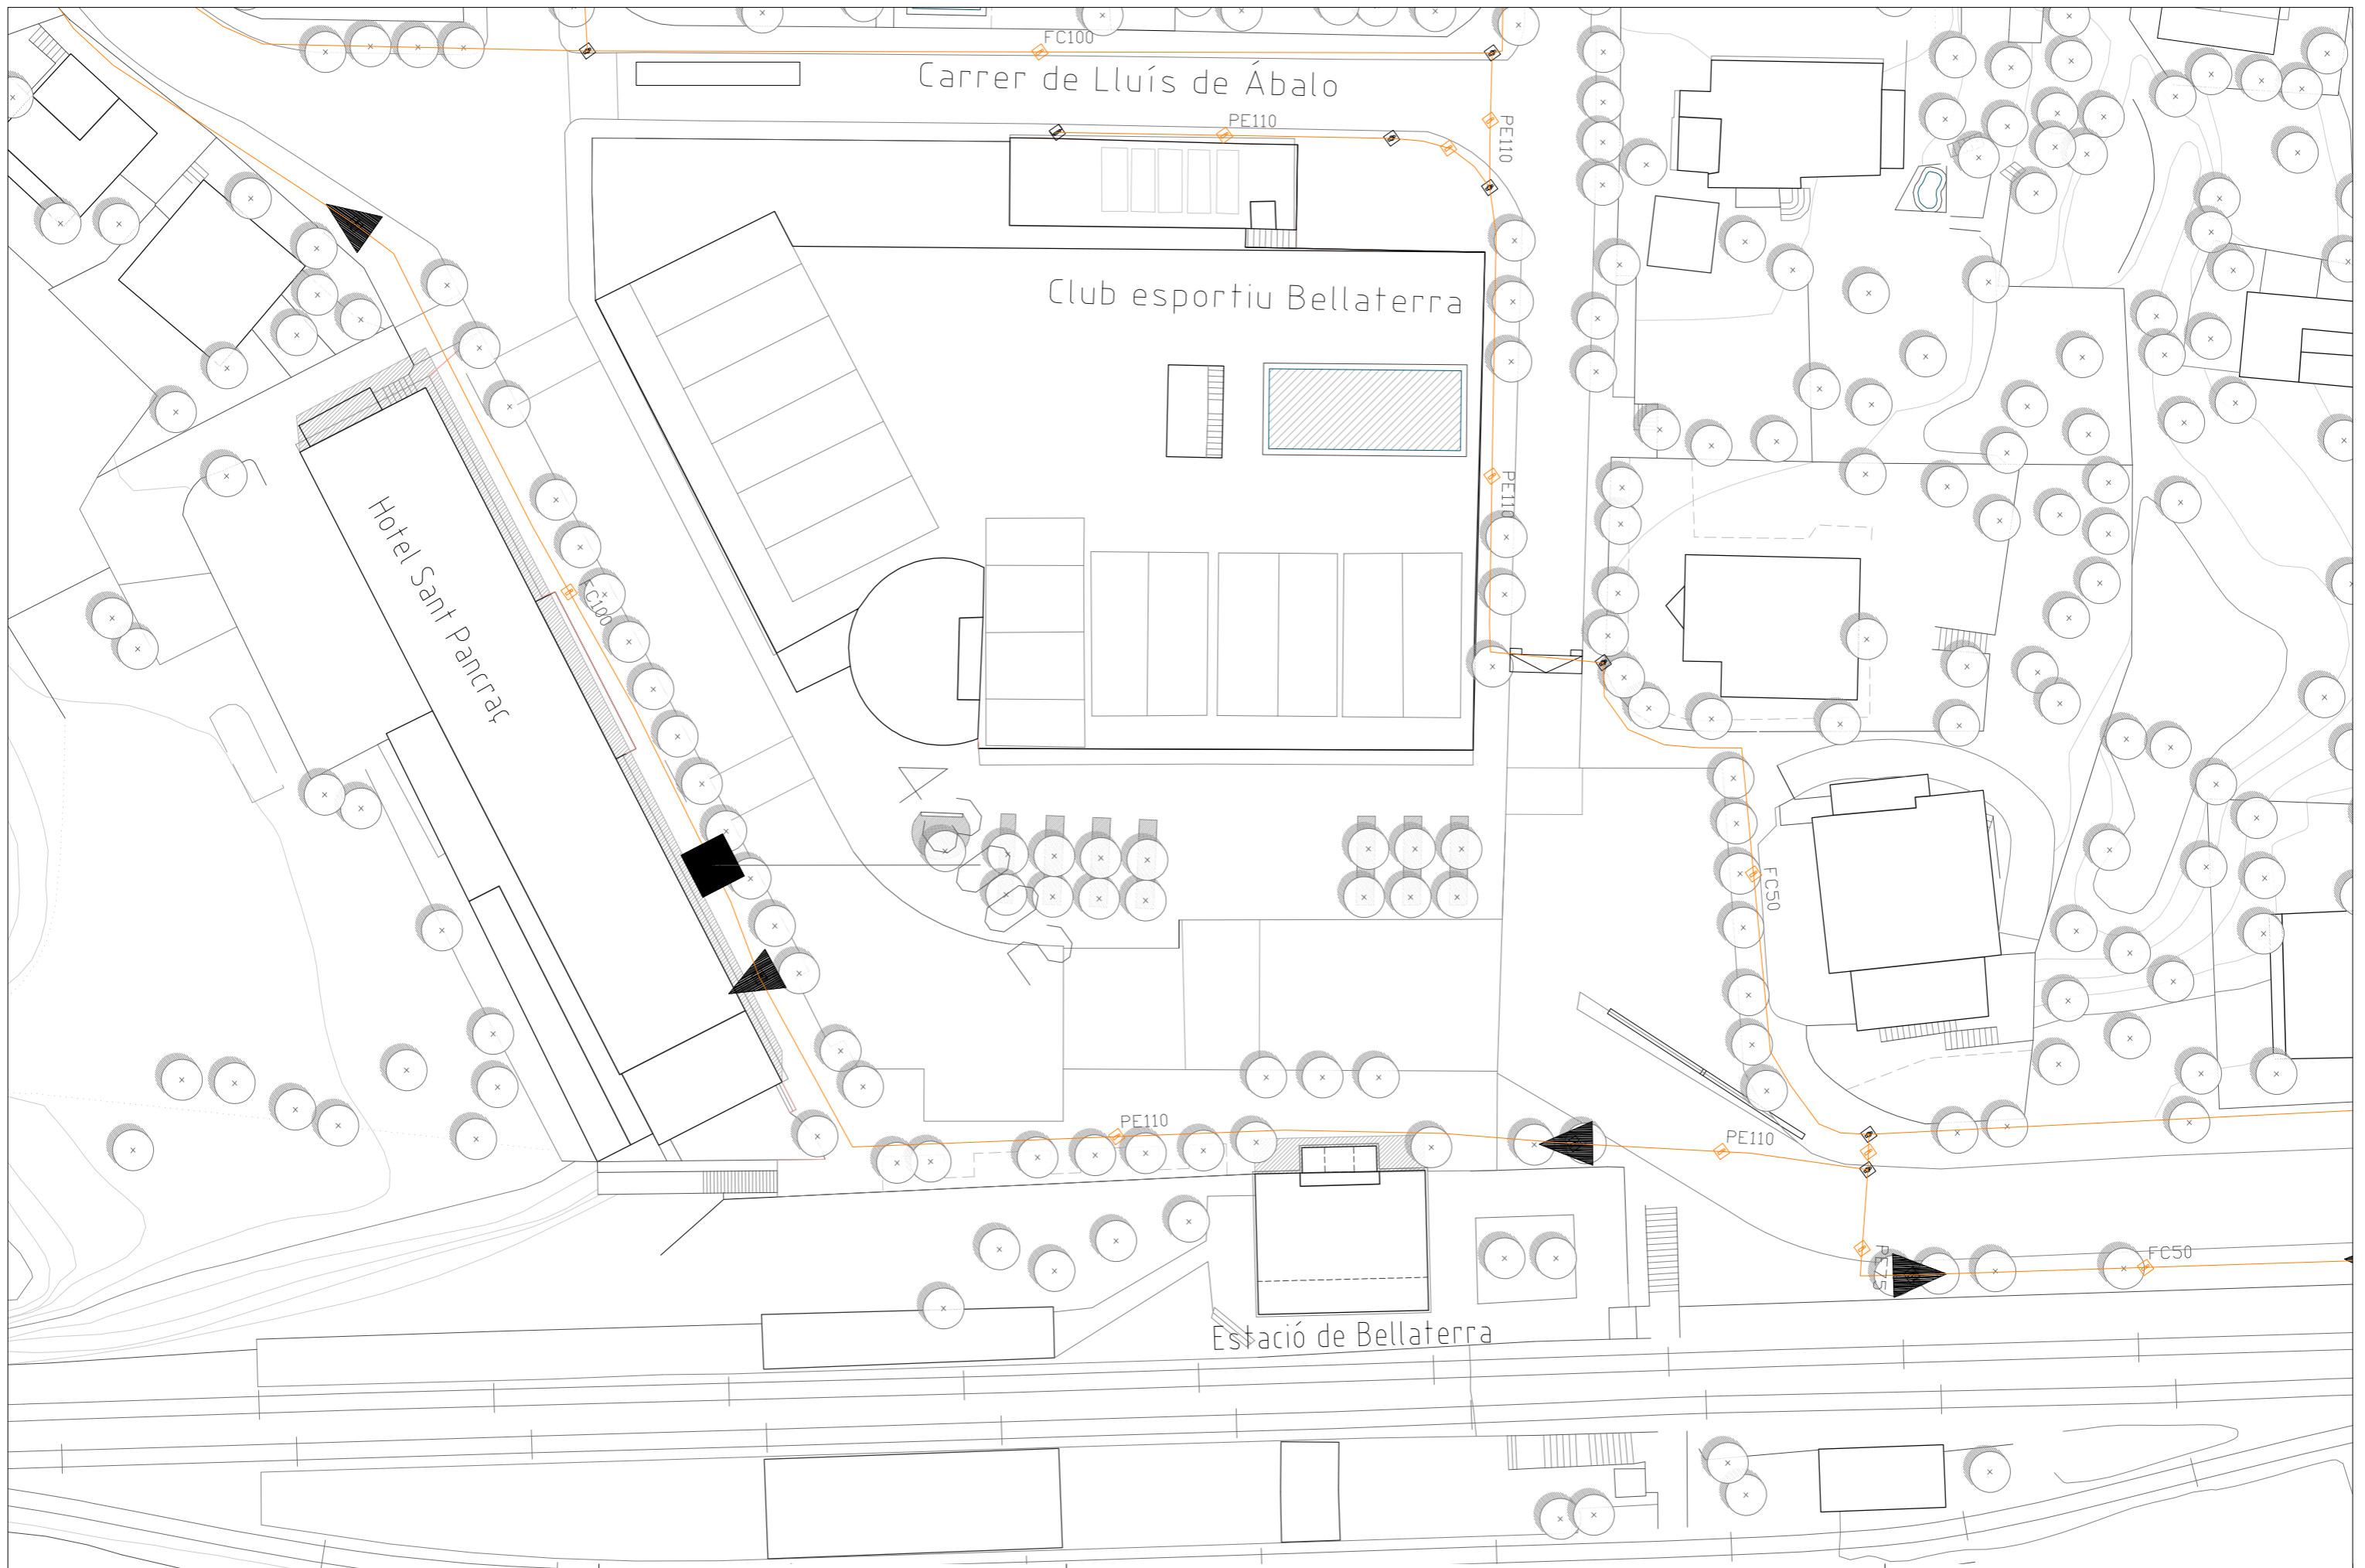 FC100
Carrer de Lluís de Ábalo
PE110
PE110
Club esportiu Bellaterra
PE110
Hotel Sant Pancraç
FC100
FC50
PE110
PE110
PE75
FC50
Estació de Bellaterra